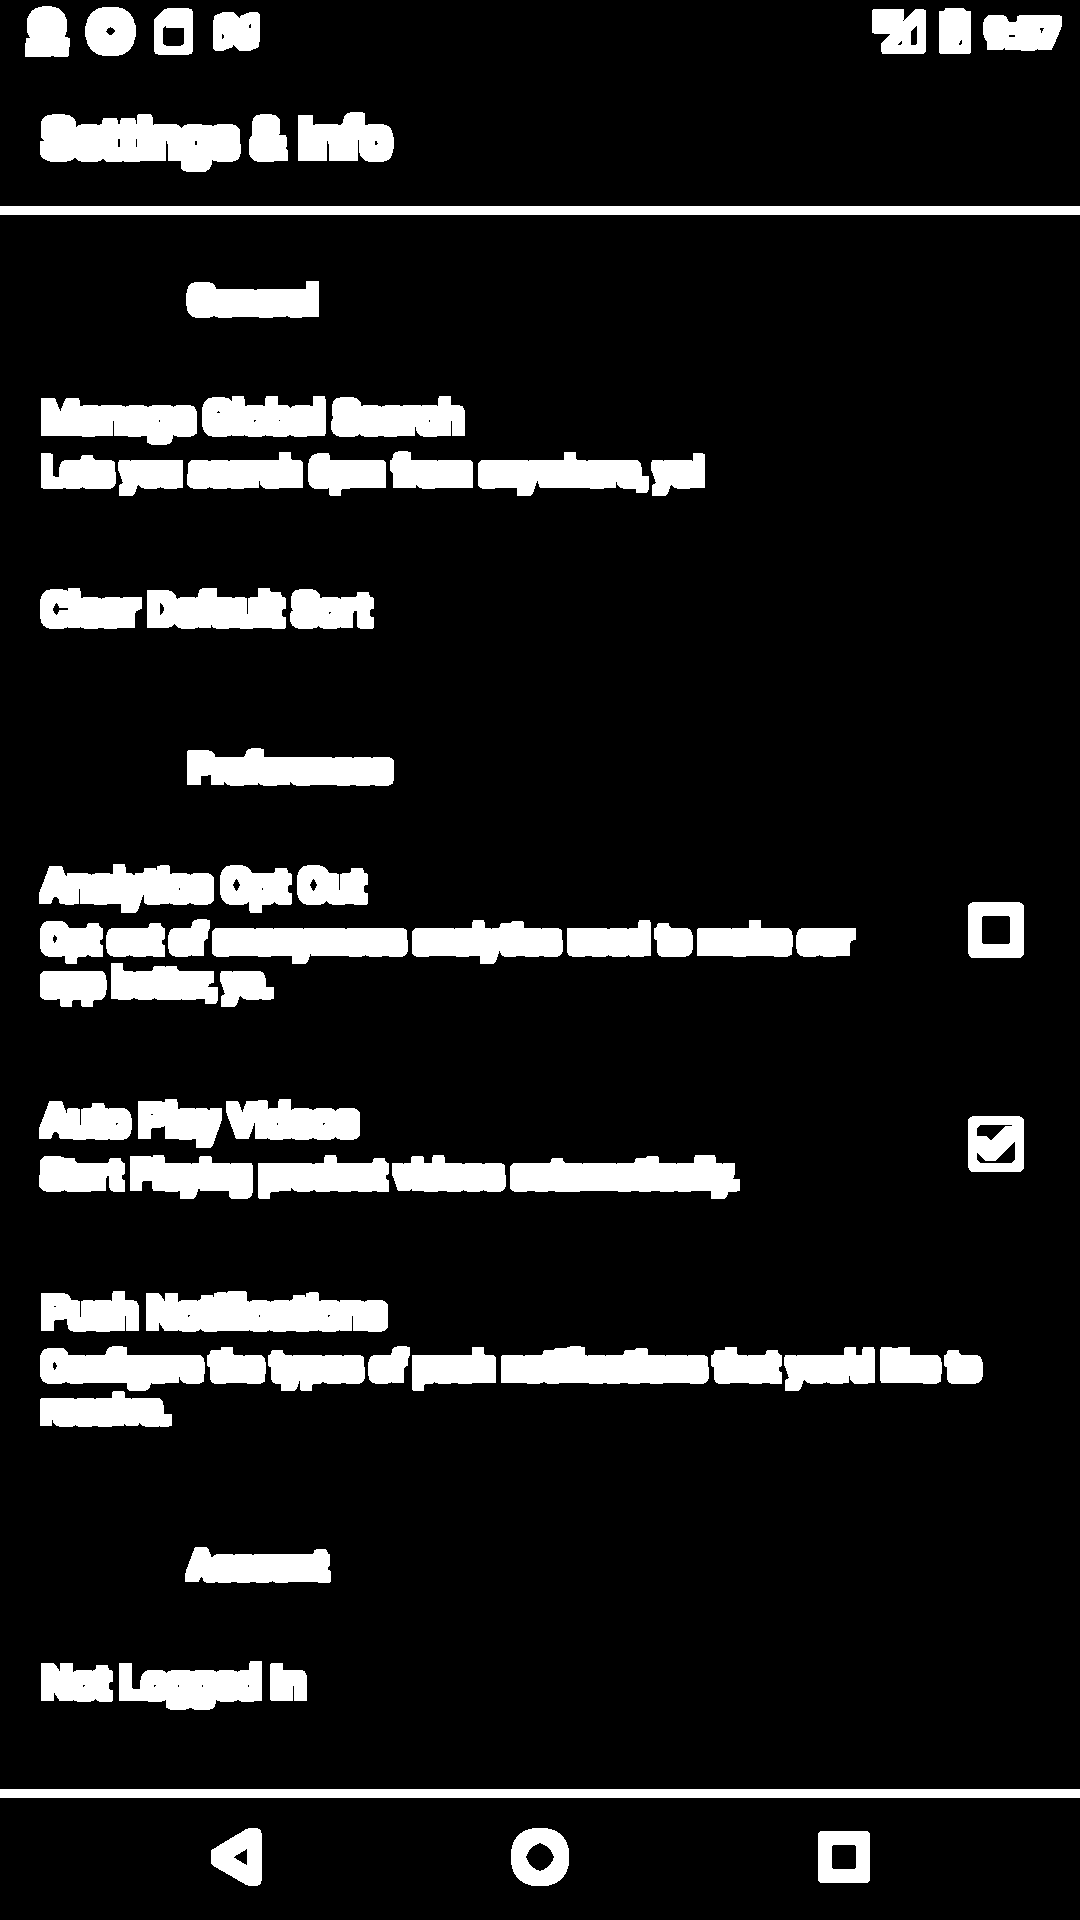 9:57
Settings & Info
General
Manage Global Search
Lets you search 6pm from anywhere, yo!
Clear Default Sort
Preferences
Analytics Opt Out
Opt out of anonymous analytics used to make our
app better, yo.
Auto Play Videos
Start Playing product videos automatically.
Push Notifications
Configure the types of push notifications that you'd like to
receive.
Account
Not Logged In